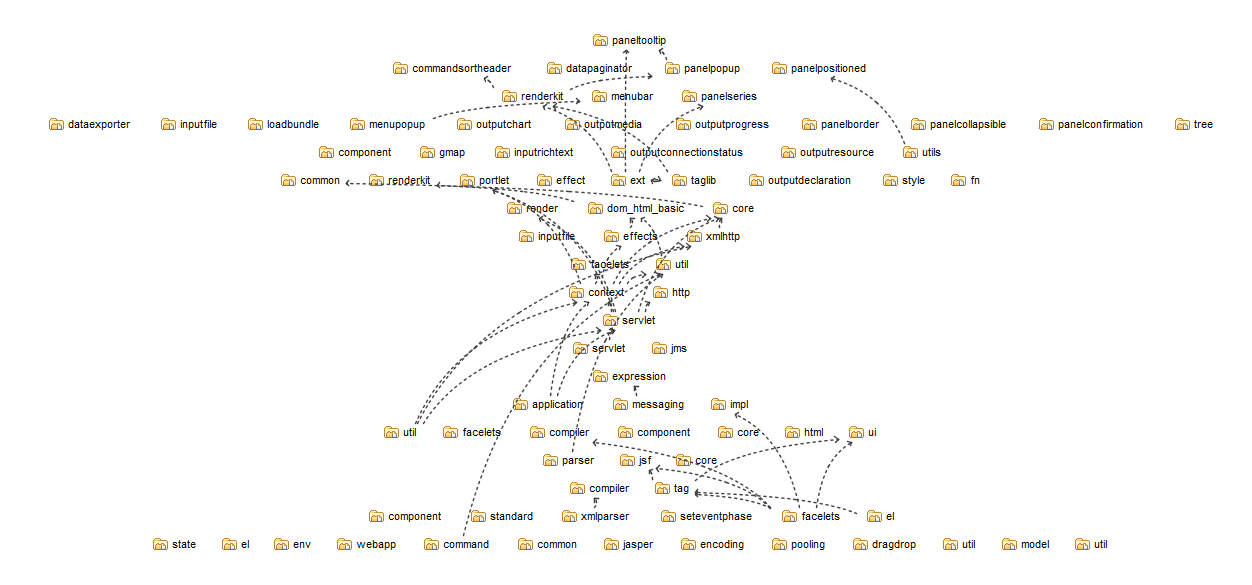 paneltooltip
commandsortheader datapaginator panelpopup panelpositioned
renderkit menubar panelseries
dataexporter inputfile loadbundle menupopup outputchart outputmedia outputprogress panelborder panelcollapsible panelconfirmation tree
component gmap inputrichtext outputconnectionstatus outputresource utils
common renderkit portlet effect ext taglib outputdeclaration style fn
render dom_html_basic core
inputfile effects xmlhttp
facelets util
context http
servlet
servlet jms
expression
application messaging impl
util facelets compiler component core html ui
parser jsf core
compiler tag
component standard xmlparser seteventphase facelets el
state el env webapp command common jasper encoding pooling dragdrop util model util